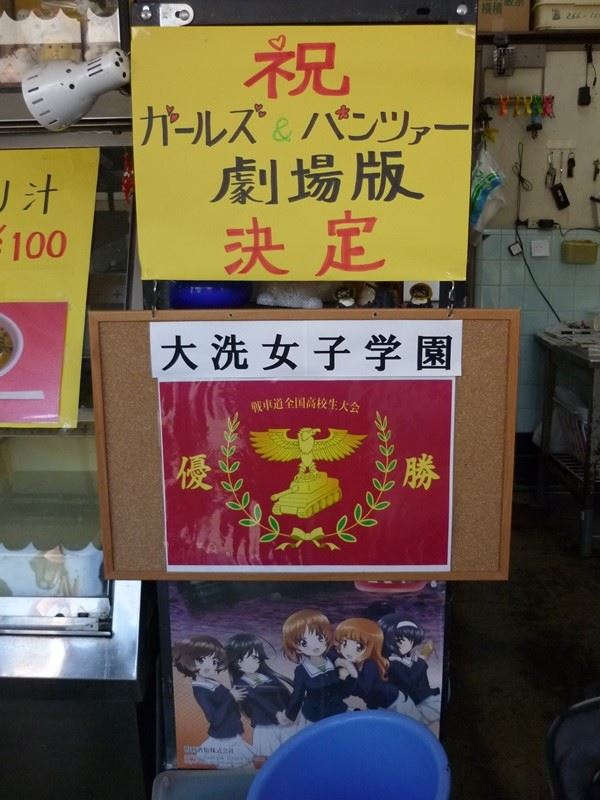 祝
ガールズ&パンツァー
劇場版
決定
リ汁
¥100
大洗女子学園
戦車道全国高校生大会
優勝